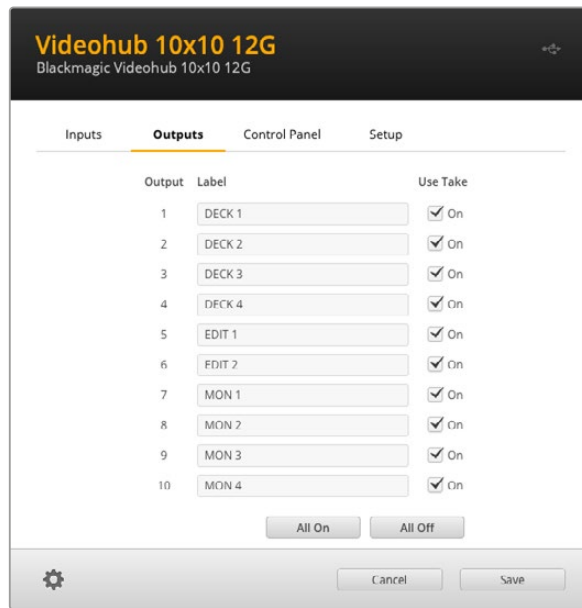 Videohub 10x10 12G
Blackmagic Videohub 10x10 12G
Inputs Outputs Control Panel Setup
Output Label Use Take
1 DECK 1 On
2 DECK 2 On
3 DECK 3 On
4 DECK 4 On
5 EDIT 1 On
6 EDIT 2 On
7 MON 1 On
8 MON 2 On
9 MON 3 On
10 MON 4 On
All On All Off
Cancel Save